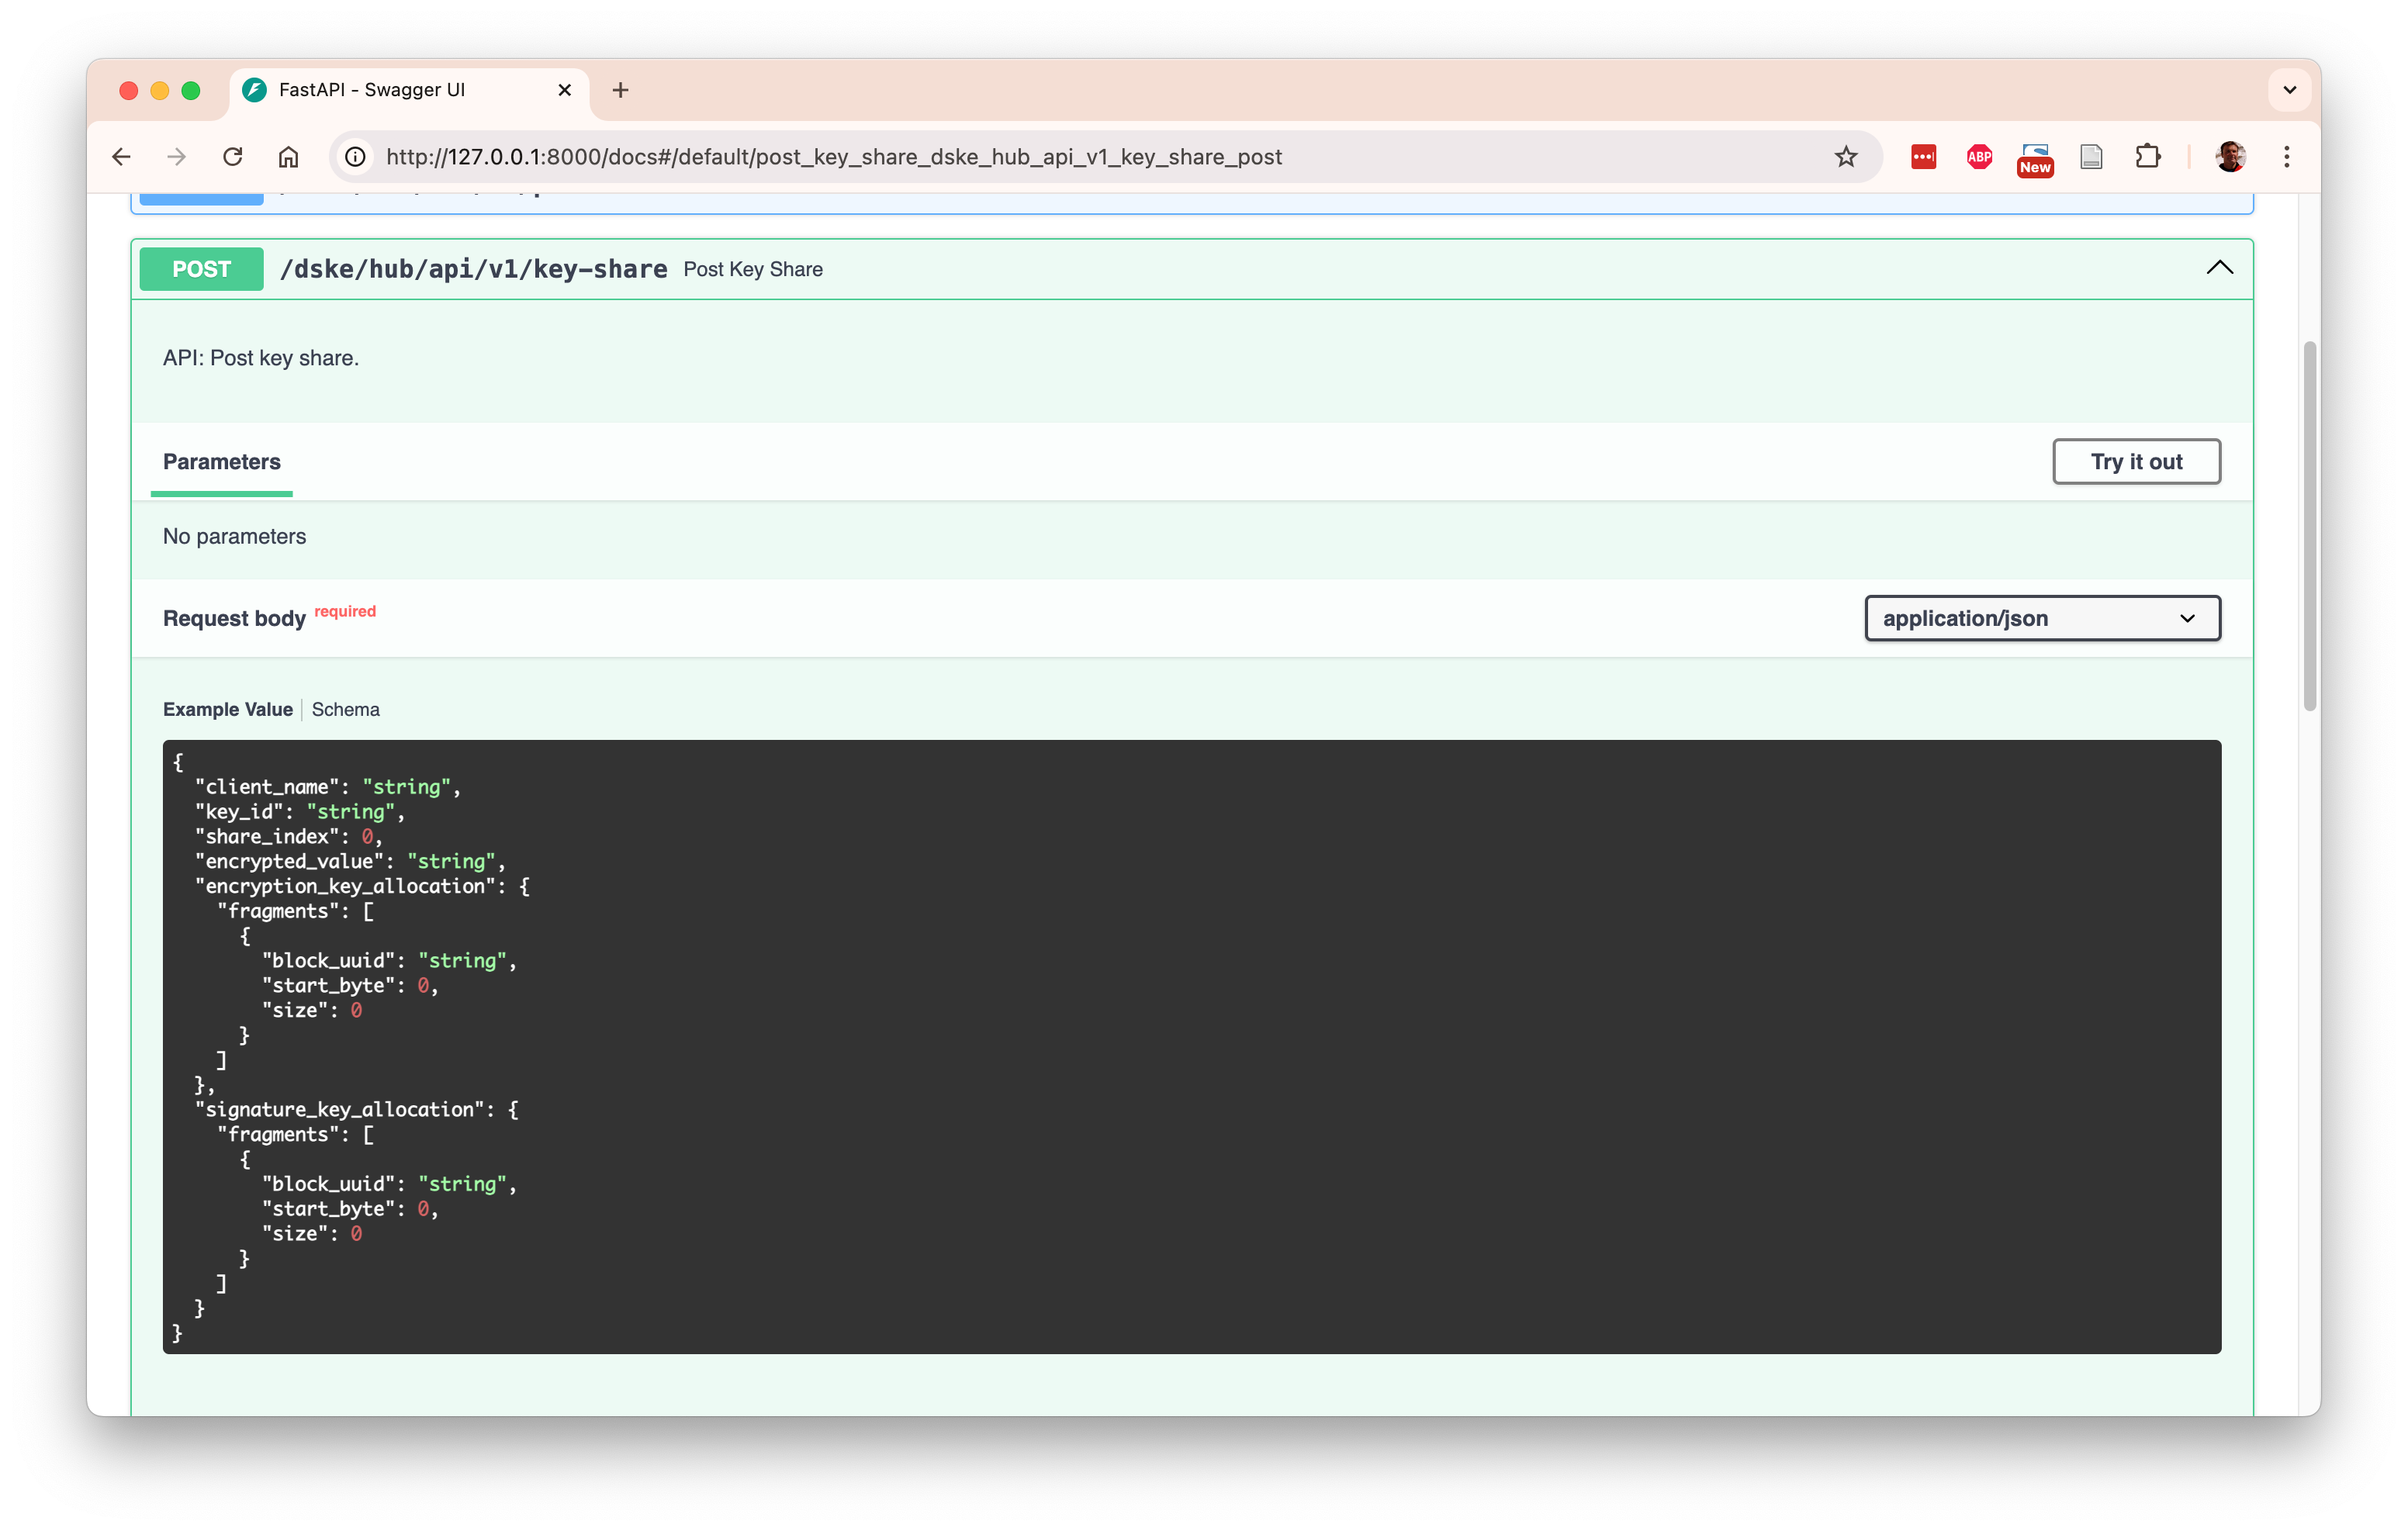 FastAPI - Swagger UI
http://127.0.0.1:8000/docs#/default/post_key_share_dske_hub_api_v1_key_share_post
ABP
New
POST /dske/hub/api/v1/key-share Post Key Share
API: Post key share.
Parameters
Try it out
No parameters
Request body required
application/json
Example Value Schema
{
  "client_name": "string",
  "key_id": "string",
  "share_index": 0,
  "encrypted_value": "string",
  "encryption_key_allocation": {
    "fragments": [
      {
        "block_uuid": "string",
        "start_byte": 0,
        "size": 0
      }
    ]
  },
  "signature_key_allocation": {
    "fragments": [
      {
        "block_uuid": "string",
        "start_byte": 0,
        "size": 0
      }
    ]
  }
}